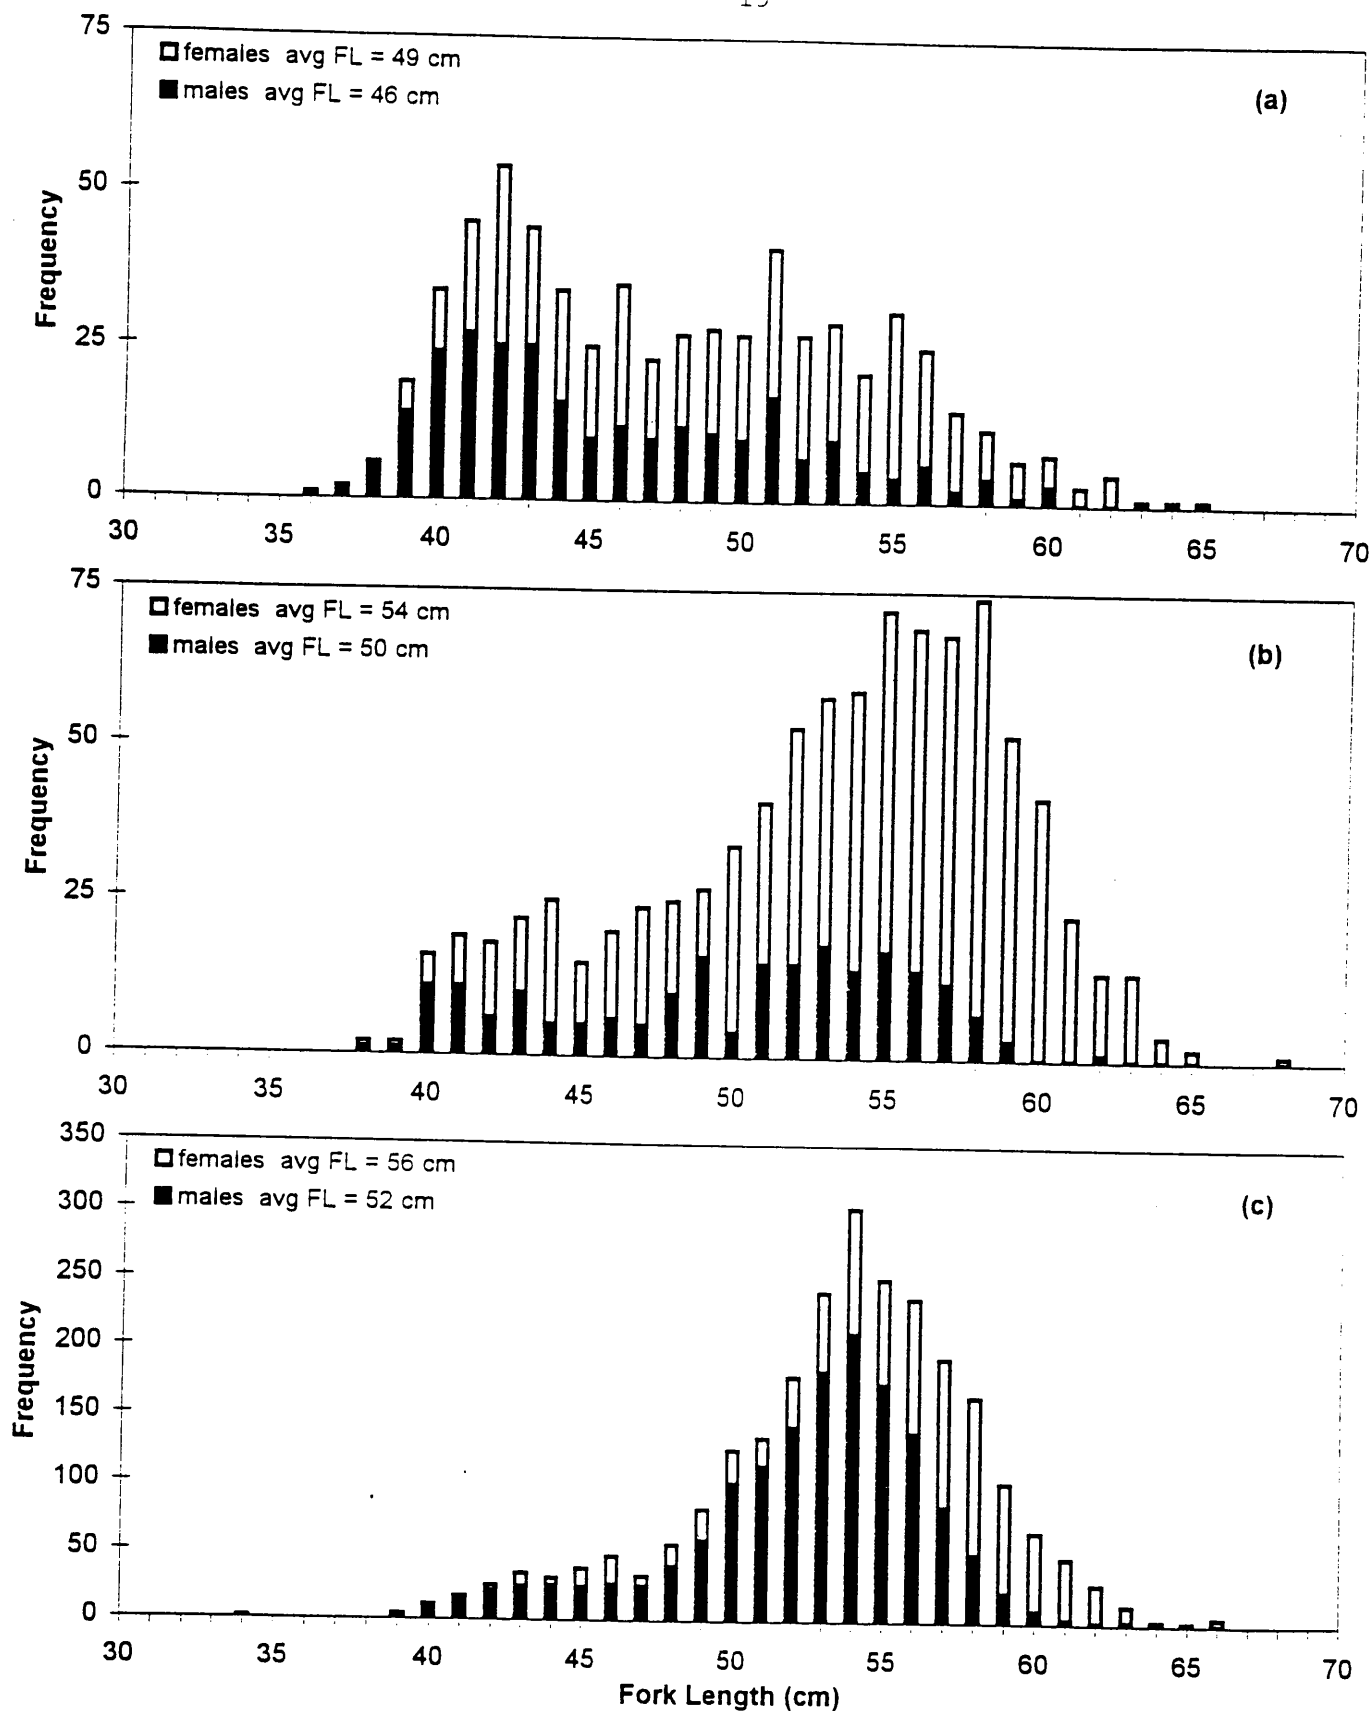 75
females avg FL = 49 cm
males avg FL = 46 cm
(a)
50
Frequency
25
0
30 35 40 45 50 55 60 65 70
75
females avg FL = 54 cm
males avg FL = 50 cm
(b)
50
Frequency
25
0
30 35 40 45 50 55 60 65 70
350
females avg FL = 56 cm
males avg FL = 52 cm
(c)
300
250
200
Frequency
150
100
50
0
30 35 40 45 50 55 60 65 70
Fork Length (cm)